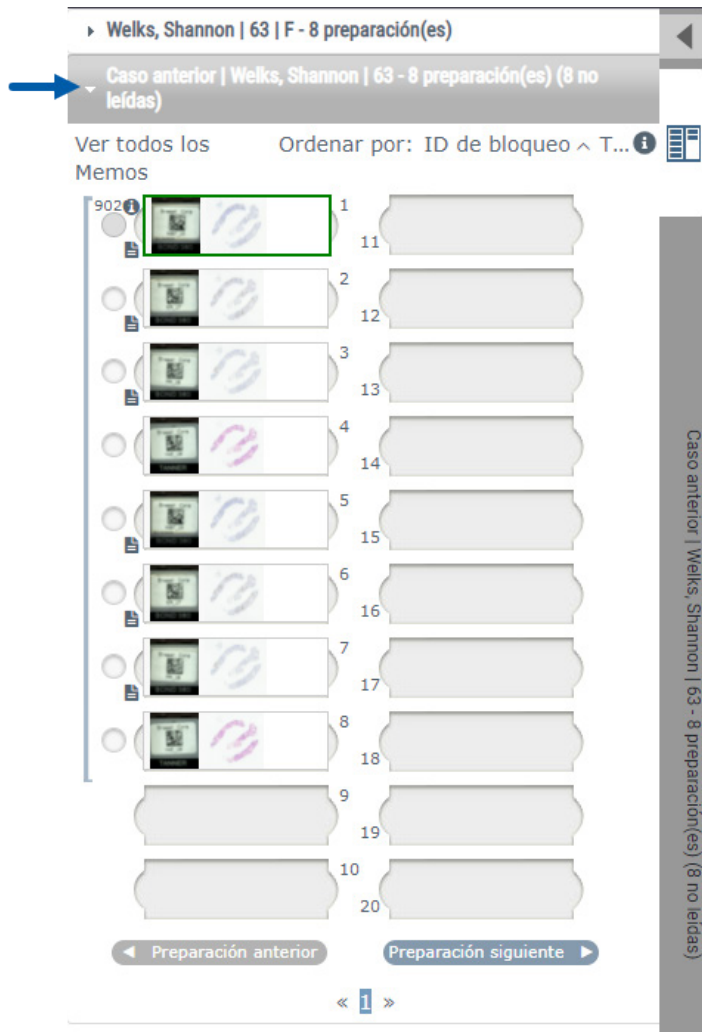 Welks, Shannon | 63 | F - 8 preparación(es)
Caso anterior | Welks, Shannon | 63 - 8 preparación(es) (8 no
leídas)
Ver todos los
Memos
Ordenar por: ID de bloqueo T...
902
1
2
3
4
5
6
7
8
9
10
11
12
13
14
15
16
17
18
19
20
Preparación anterior
Preparación siguiente
« 1 »
Caso anterior | Welks, Shannon | 63 - 8 preparación(es) (8 no leídas)